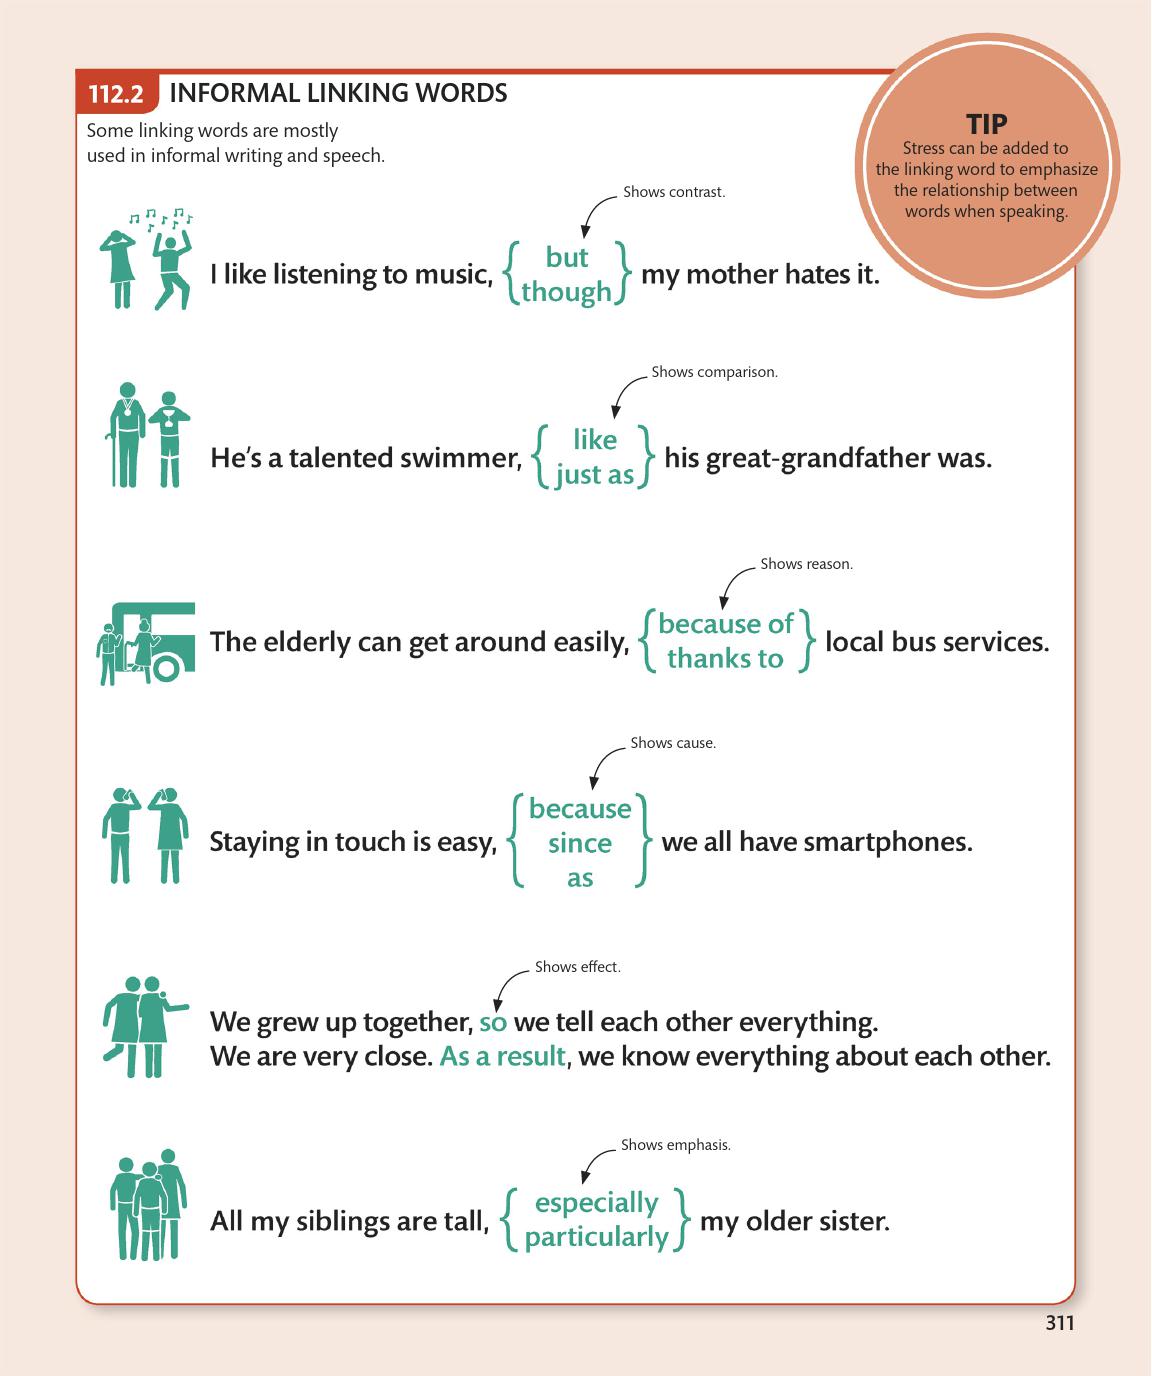 112.2 INFORMAL LINKING WORDS
Some linking words are mostly
used in informal writing and speech.
TIP
Stress can be added to
the linking word to emphasize
the relationship between
words when speaking.
Shows contrast.
I like listening to music, { but though } my mother hates it.
Shows comparison.
He's a talented swimmer, { like just as } his great-grandfather was.
Shows reason.
The elderly can get around easily, { because of thanks to } local bus services.
Shows cause.
Staying in touch is easy, { because since as } we all have smartphones.
Shows effect.
We grew up together, so we tell each other everything.
We are very close. As a result, we know everything about each other.
Shows emphasis.
All my siblings are tall, { especially particularly } my older sister.
311